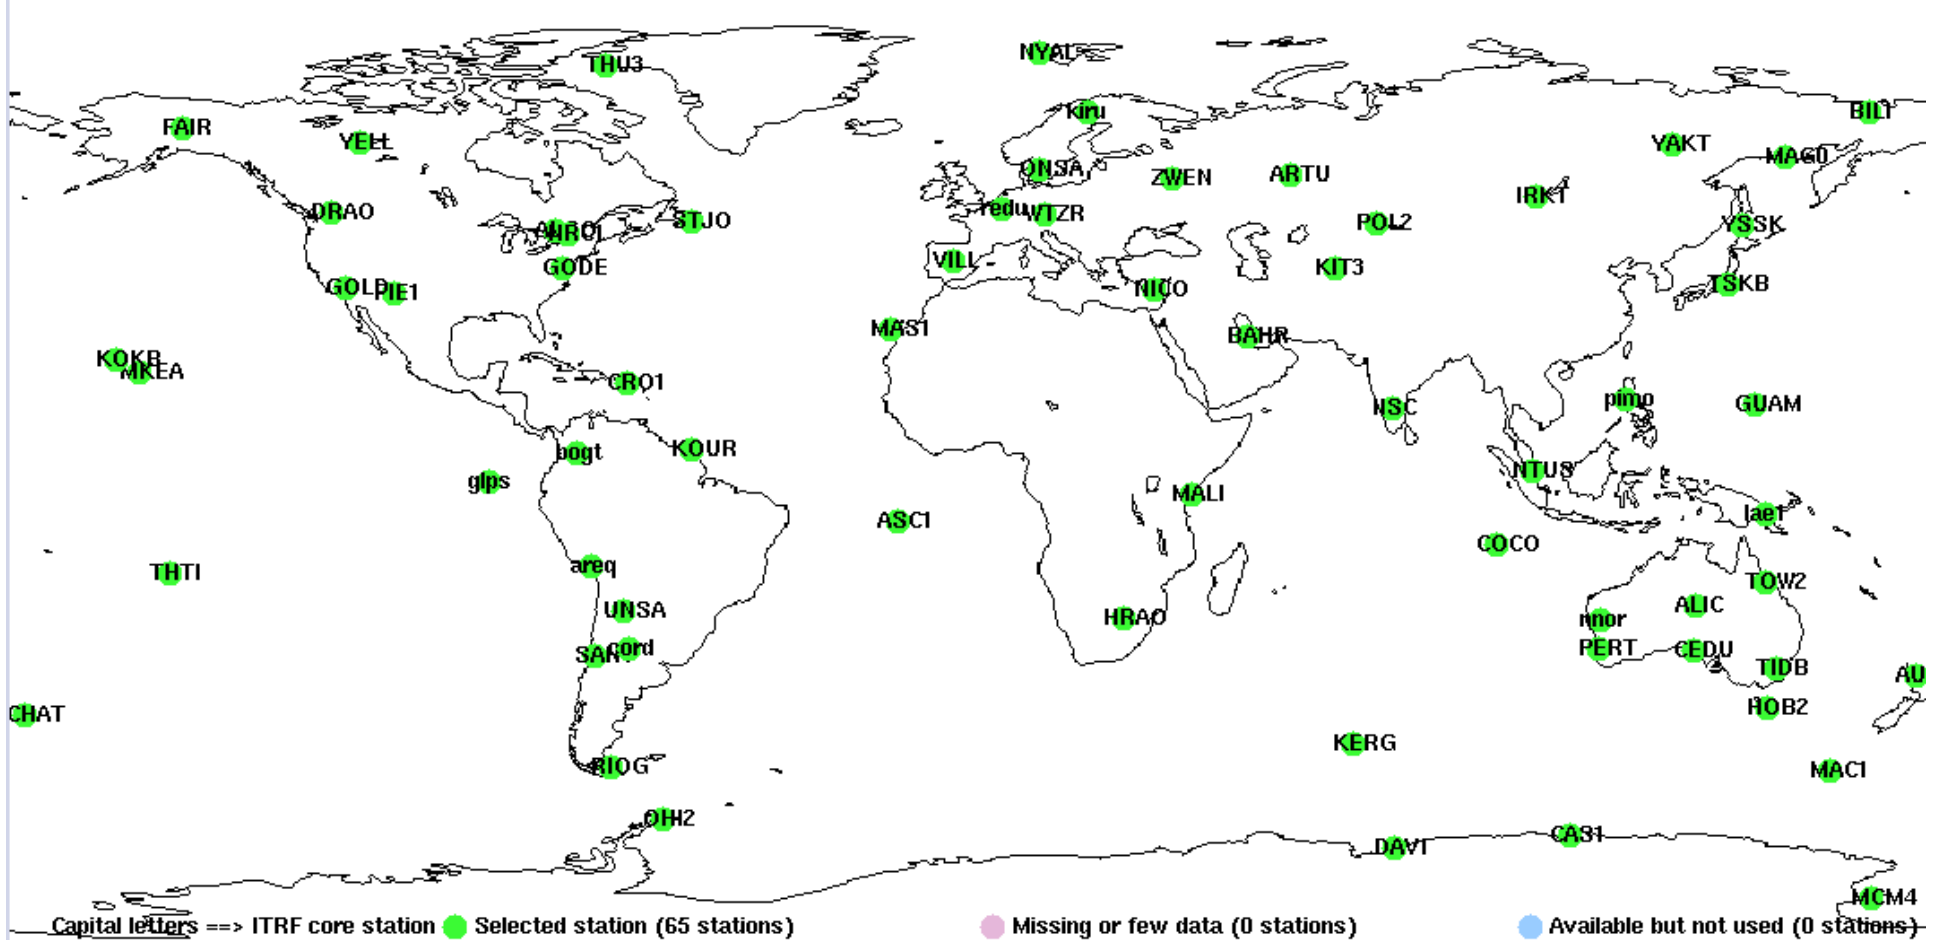 NYAL
THU3
kiru
BILI
FAIR
YELL
YAKT
MAG0
ONSA
ZWEN
ARTU
IRKT
DRAO
STJO
redu
WTZR
POL2
YSSK
NRC1
VILL
GODE
KIT3
GOLD
PIE1
NICO
TSKB
MAS1
BAHR
KOKB
MKEA
CRO1
IISC
pimo
GUAM
bogt
KOUR
glps
NTUS
MALI
ASC1
lae1
COCO
THTI
areq
TOW2
UNSA
ALIC
HRAO
nnor
cord
PERT
CEDU
TIDB
AU
CHAT
HOB2
KERG
RIOG
MAC1
OHI2
CAS1
DAV1
MCM4
Capital letters ==> ITRF core station Selected station (65 stations) Missing or few data (0 stations) Available but not used (0 stations)